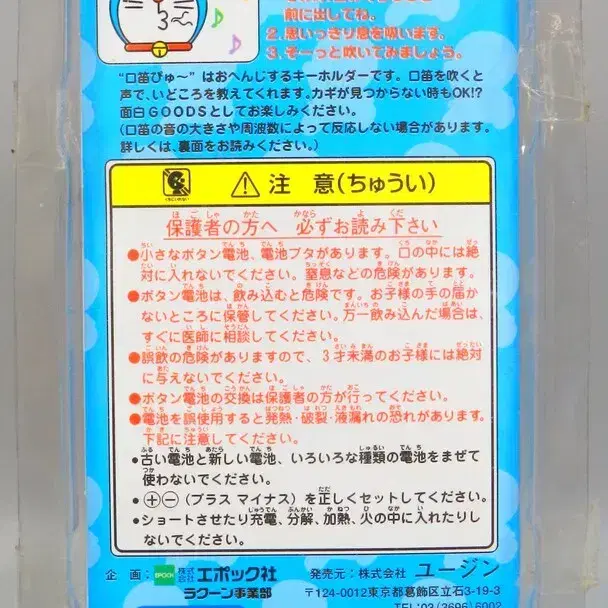 前に出してね。
2.思いっきり息を吸います。
3.そーっと吹いてみましょう。
“口笛ぴゅ〜”はおへんじするキーホルダーです。口笛を吹くと
声で、いどころを教えてくれます。カギが見つからない時もOK!?
面白GOODSとしてお楽しみください。
(口笛の音の大きさや周波数によって反応しない場合があります。
詳しくは、裏面をお読みください。)
⚠注 意(ちゅうい)
保護者の方へ 必ずお読み下さい
●小さなボタン電池、電池ブタがあります。口の中には絶
対に入れないでください。窒息などの危険があります。
●ボタン電池は、飲み込むと危険です。お子様の手の届か
ないところに保管してください。万一飲み込んだ場合は、
すぐに医師に相談してください。
●誤飲の危険がありますので、3才未満のお子様には絶対
に与えないでください。
●ボタン電池の交換は保護者の方が行ってください。
●電池を誤使用すると発熱・破裂・液漏れの恐れがあります。
下記に注意してください。
●古い電池と新しい電池、いろいろな種類の電池をまぜて
使わないでください。
●⊕⊖(プラス マイナス)を正しくセットしてください。
●ショートさせたり充電、分解、加熱、火の中に入れたりし
ないでください。
企 画：EPOCH 株式会社 エポック社 発売元：株式会社 ユージン
ラクーン事業部 〒124-0012 東京都葛飾区立石3-19-3
TEL 03(3696)6002